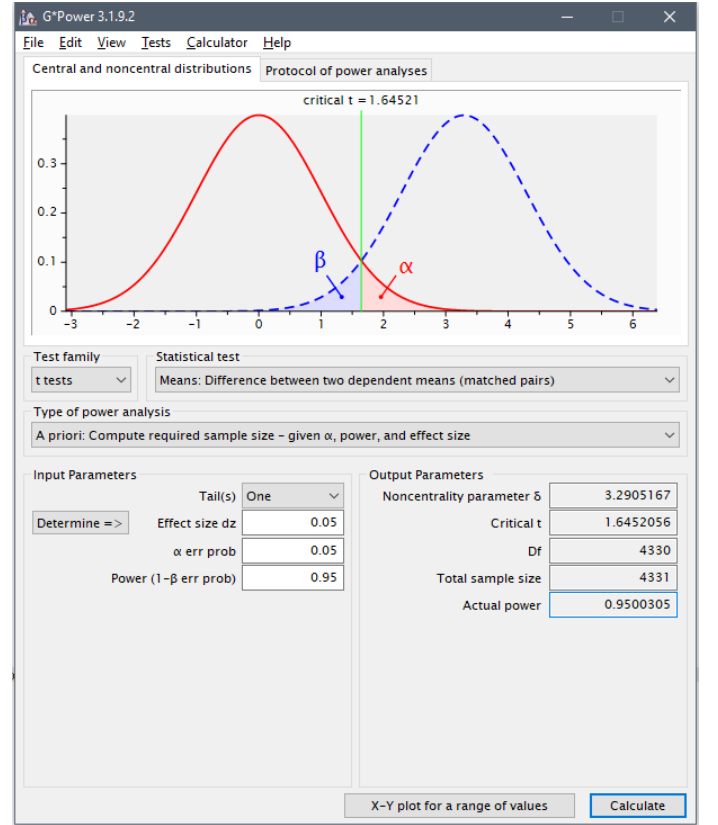 G*Power 3.1.9.2
File Edit View Tests Calculator Help
Central and noncentral distributions Protocol of power analyses
critical t = 1.64521
0.3
0.2
0.1
0
β α
-3 -2 -1 0 1 2 3 4 5 6
Test family Statistical test
t tests Means: Difference between two dependent means (matched pairs)
Type of power analysis
A priori: Compute required sample size – given α, power, and effect size
Input Parameters Output Parameters
Tail(s) One Noncentrality parameter δ 3.2905167
Determine => Effect size dz 0.05 Critical t 1.6452056
α err prob 0.05 Df 4330
Power (1-β err prob) 0.95 Total sample size 4331
Actual power 0.9500305
X-Y plot for a range of values Calculate